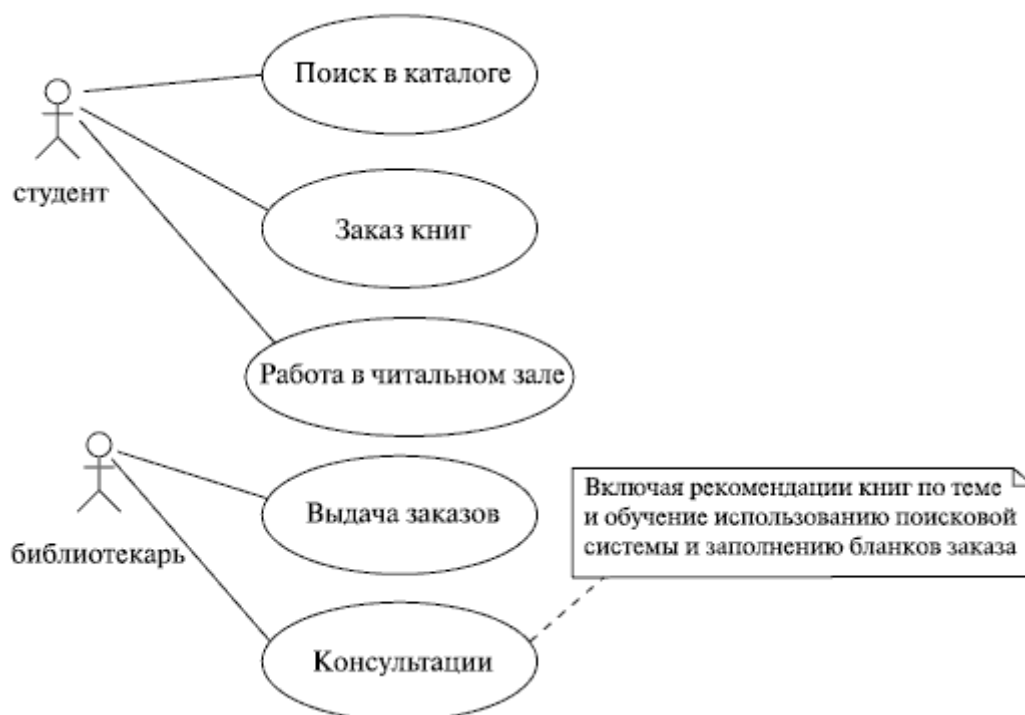 Поиск в каталоге
студент
Заказ книг
Работа в читальном зале
Выдача заказов
библиотекарь
Включая рекомендации книг по теме
и обучение использованию поисковой
системы и заполнению бланков заказа
Консультации